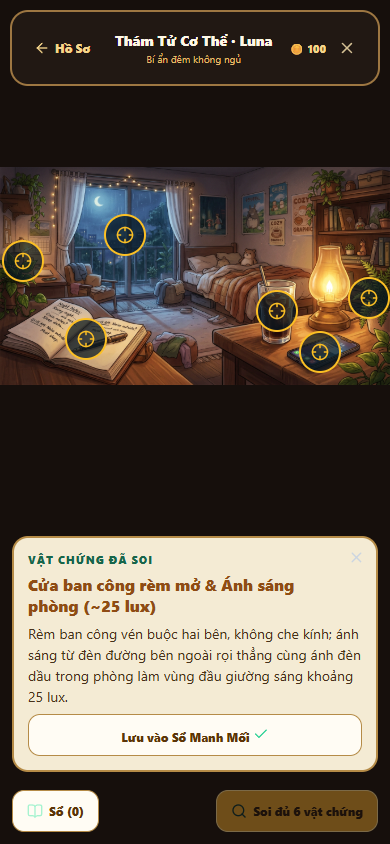 Hồ Sơ
Thám Tử Cơ Thể · Luna
Bí ẩn đêm không ngủ
100
COZY
VẬT CHỨNG ĐÃ SOI
Cửa ban công rèm mở & Ánh sáng
phòng (~25 lux)
Rèm ban công vén buộc hai bên, không che kính; ánh
sáng từ đèn đường bên ngoài rọi thẳng cùng ánh đèn
dầu trong phòng làm vùng đầu giường sáng khoảng
25 lux.
Lưu vào Sổ Manh Mối
Sổ (0)
Soi đủ 6 vật chứng